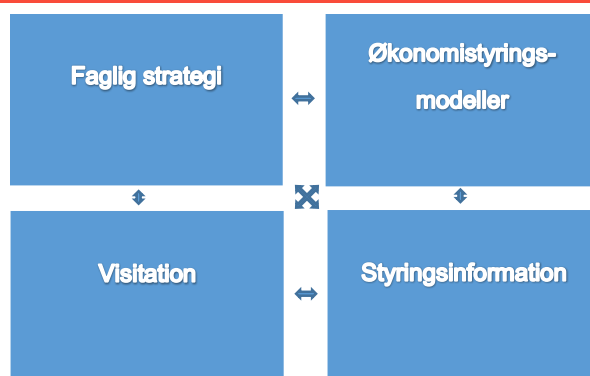 Faglig strategi
Økonomistyrings-
modeller
Visitation
Styringsinformation